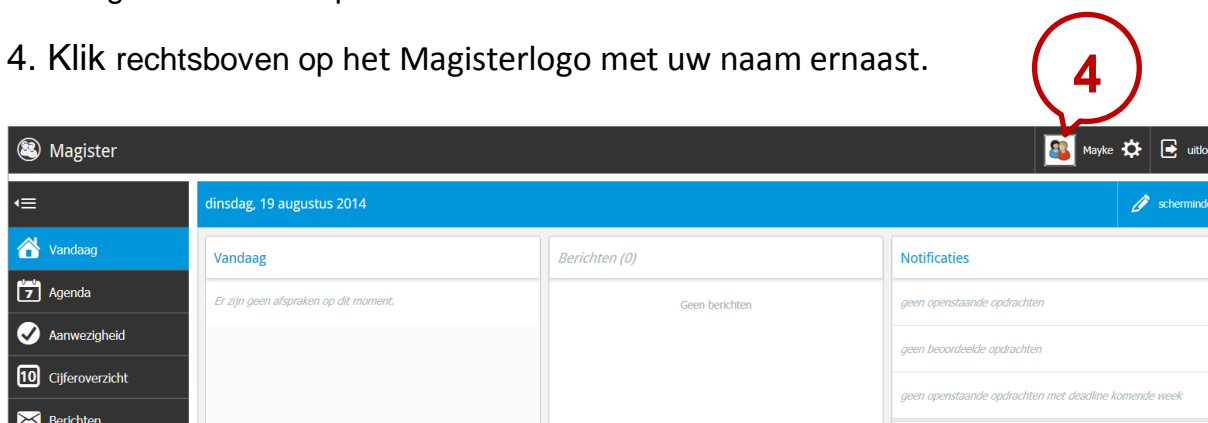 4. Klik rechtsboven op het Magisterlogo met uw naam ernaast.
4
Magister
Mayke
dinsdag, 19 augustus 2014
Vandaag
Vandaag
Berichten (0)
Notificaties
Agenda
Er zijn geen afspraken op dit moment.
Geen berichten
geen openstaande opdrachten
Aanwezigheid
geen beoordeelde opdrachten
10 Cijferoverzicht
geen openstaande opdrachten met deadline komende week
Berichten